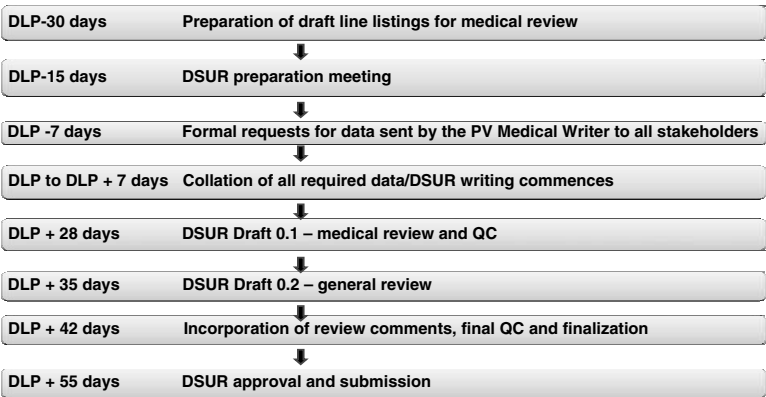 DLP-30 days Preparation of draft line listings for medical review
DLP-15 days DSUR preparation meeting
DLP -7 days Formal requests for data sent by the PV Medical Writer to all stakeholders
DLP to DLP + 7 days Collation of all required data/DSUR writing commences
DLP + 28 days DSUR Draft 0.1 – medical review and QC
DLP + 35 days DSUR Draft 0.2 – general review
DLP + 42 days Incorporation of review comments, final QC and finalization
DLP + 55 days DSUR approval and submission